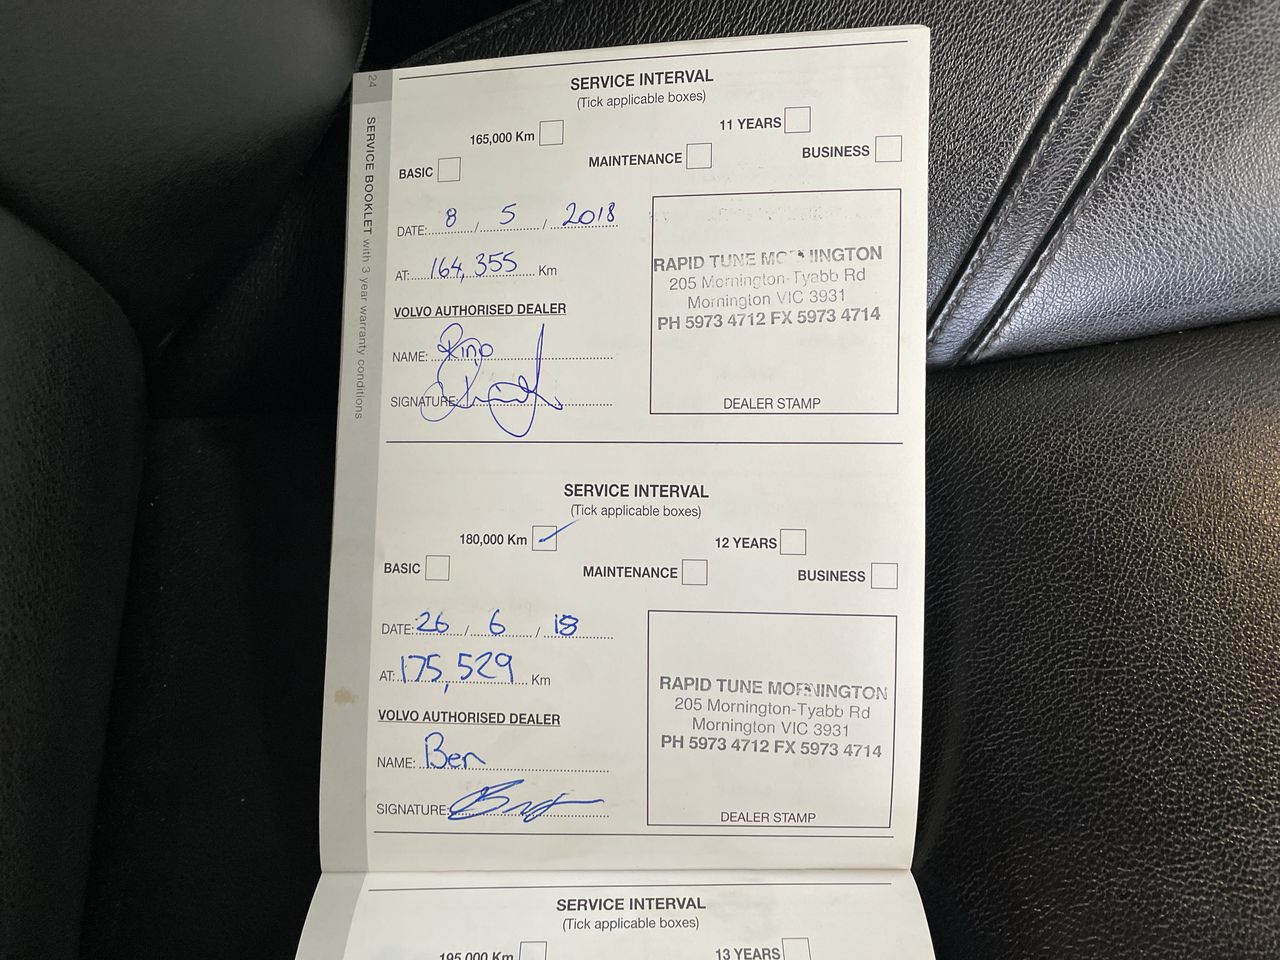 24
SERVICE BOOKLET with 3 year warranty conditions
SERVICE INTERVAL
(Tick applicable boxes)
165,000 Km 11 YEARS
BASIC MAINTENANCE BUSINESS
DATE: 8 / 5 / 2018
AT: 164,355 Km
VOLVO AUTHORISED DEALER
NAME: Rino
SIGNATURE:
RAPID TUNE MORNINGTON
205 Mornington-Tyabb Rd
Mornington VIC 3931
PH 5973 4712 FX 5973 4714
DEALER STAMP
SERVICE INTERVAL
(Tick applicable boxes)
180,000 Km 12 YEARS
BASIC MAINTENANCE BUSINESS
DATE: 26 / 6 / 18
AT: 175,529 Km
VOLVO AUTHORISED DEALER
NAME: Ben
SIGNATURE:
RAPID TUNE MORNINGTON
205 Mornington-Tyabb Rd
Mornington VIC 3931
PH 5973 4712 FX 5973 4714
DEALER STAMP
SERVICE INTERVAL
(Tick applicable boxes)
195,000 Km 13 YEARS